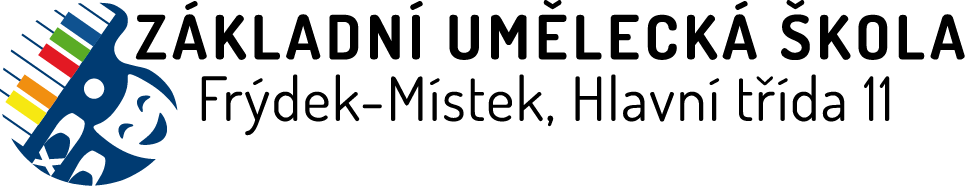 ZÁKLADNÍ UMĚLECKÁ ŠKOLA
Frýdek-Místek, Hlavní třída 11